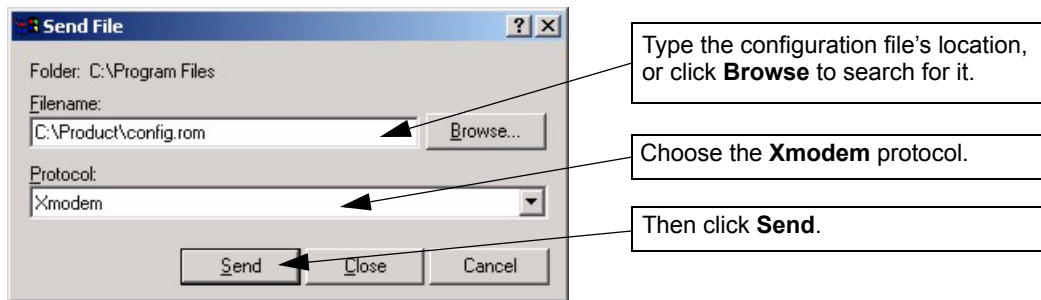 Send File
Folder: C:\Program Files
Filename:
C:\Product\config.rom
Browse...
Protocol:
Xmodem
Send
Close
Cancel
Type the configuration file’s location,
or click Browse to search for it.
Choose the Xmodem protocol.
Then click Send.